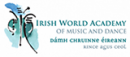 IRISH WORLD ACADEMY
OF MUSIC AND DANCE
DÁMH CHRUINNE ÉIREANN
RINCE AGUS CEOL